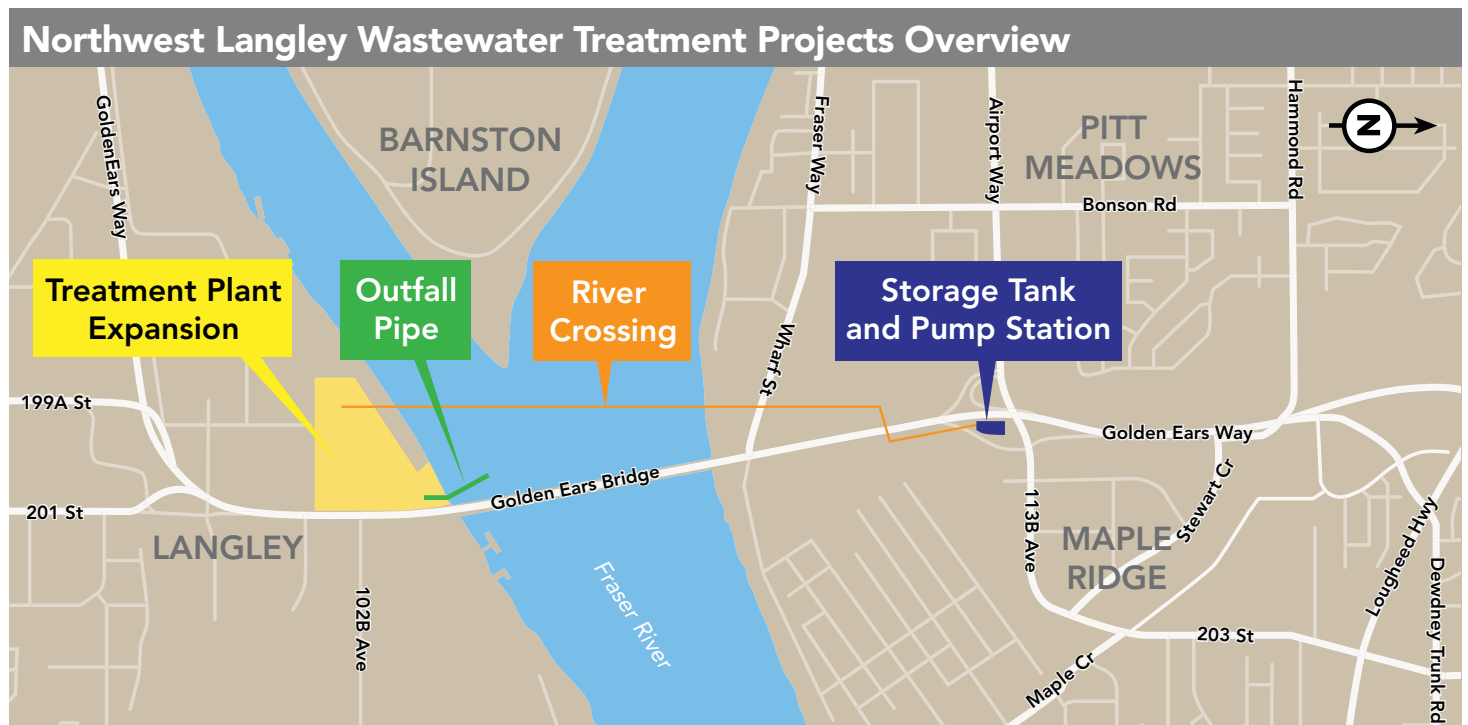 Northwest Langley Wastewater Treatment Projects Overview
GoldenEars Way
BARNSTON
ISLAND
Fraser Way
Airport Way
PITT
MEADOWS
Hammond Rd
N
Bonson Rd
Treatment Plant
Expansion
Outfall
Pipe
River
Crossing
Storage Tank
and Pump Station
Wharf St
199A St
Golden Ears Way
Golden Ears Bridge
201 St
LANGLEY
102B Ave
Fraser River
113B Ave
MAPLE
RIDGE
Stewart Cr
Lougheed Hwy
Dewdney Trunk Rd
203 St
Maple Cr